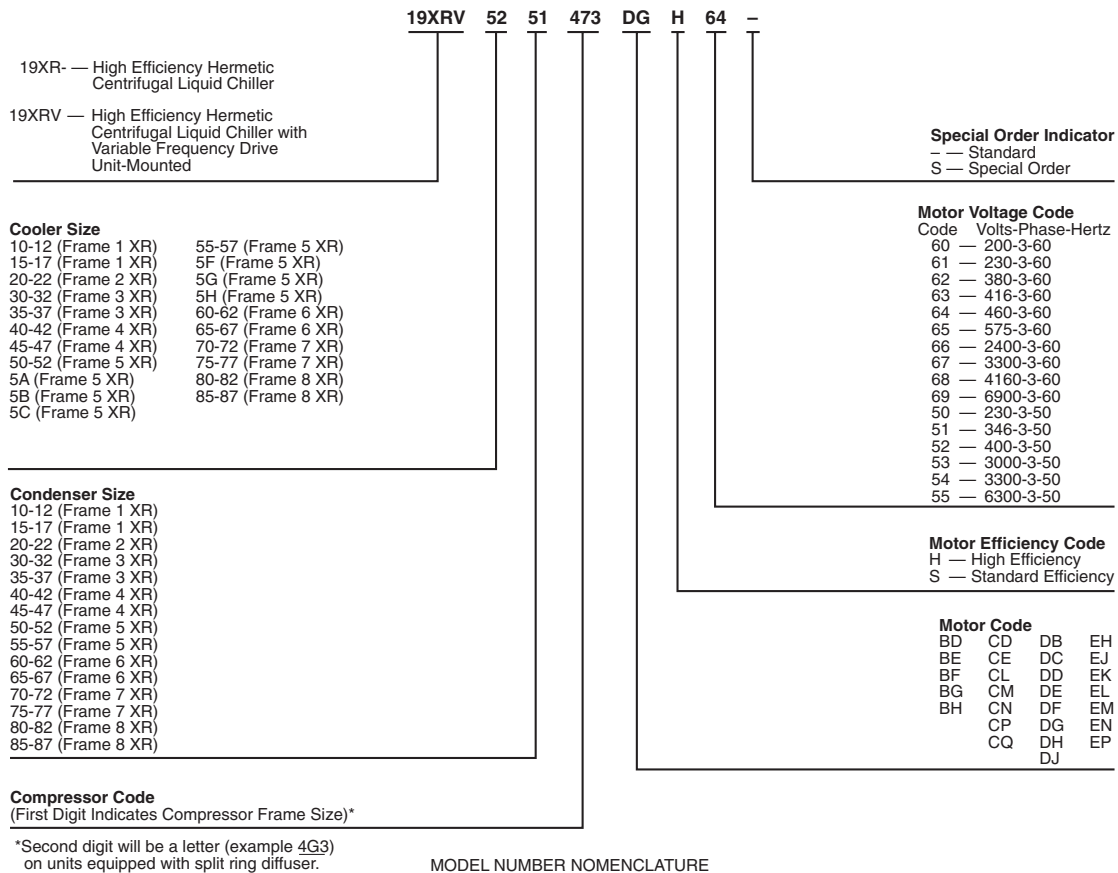 19XRV 52 51 473 DG H 64 –
19XR- — High Efficiency Hermetic
Centrifugal Liquid Chiller
19XRV — High Efficiency Hermetic
Centrifugal Liquid Chiller with
Variable Frequency Drive
Unit-Mounted
Cooler Size
10-12 (Frame 1 XR) 55-57 (Frame 5 XR)
15-17 (Frame 1 XR) 5F (Frame 5 XR)
20-22 (Frame 2 XR) 5G (Frame 5 XR)
30-32 (Frame 3 XR) 5H (Frame 5 XR)
35-37 (Frame 3 XR) 60-62 (Frame 6 XR)
40-42 (Frame 4 XR) 65-67 (Frame 6 XR)
45-47 (Frame 4 XR) 70-72 (Frame 7 XR)
50-52 (Frame 5 XR) 75-77 (Frame 7 XR)
5A (Frame 5 XR) 80-82 (Frame 8 XR)
5B (Frame 5 XR) 85-87 (Frame 8 XR)
5C (Frame 5 XR)
Condenser Size
10-12 (Frame 1 XR)
15-17 (Frame 1 XR)
20-22 (Frame 2 XR)
30-32 (Frame 3 XR)
35-37 (Frame 3 XR)
40-42 (Frame 4 XR)
45-47 (Frame 4 XR)
50-52 (Frame 5 XR)
55-57 (Frame 5 XR)
60-62 (Frame 6 XR)
65-67 (Frame 6 XR)
70-72 (Frame 7 XR)
75-77 (Frame 7 XR)
80-82 (Frame 8 XR)
85-87 (Frame 8 XR)
Compressor Code
(First Digit Indicates Compressor Frame Size)*
*Second digit will be a letter (example 4G3)
on units equipped with split ring diffuser.
Special Order Indicator
– — Standard
S — Special Order
Motor Voltage Code
Code Volts-Phase-Hertz
60 — 200-3-60
61 — 230-3-60
62 — 380-3-60
63 — 416-3-60
64 — 460-3-60
65 — 575-3-60
66 — 2400-3-60
67 — 3300-3-60
68 — 4160-3-60
69 — 6900-3-60
50 — 230-3-50
51 — 346-3-50
52 — 400-3-50
53 — 3000-3-50
54 — 3300-3-50
55 — 6300-3-50
Motor Efficiency Code
H — High Efficiency
S — Standard Efficiency
Motor Code
BD CD DB EH
BE CE DC EJ
BF CL DD EK
BG CM DE EL
BH CN DF EM
CP DG EN
CQ DH EP
DJ
MODEL NUMBER NOMENCLATURE